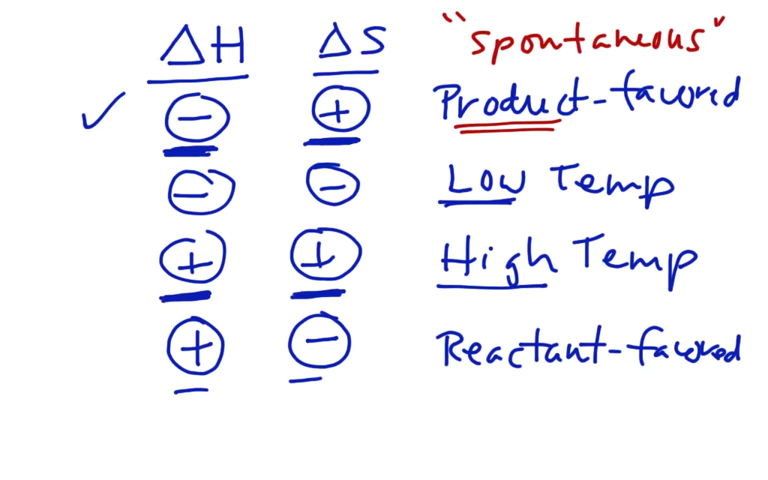 ΔH ΔS "spontaneous"
✓ − + Product-favored
− − Low Temp
+ + High Temp
+ − Reactant-favored